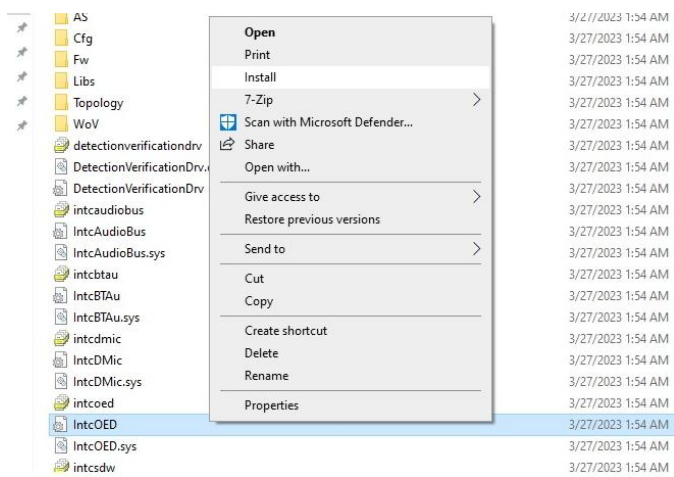 AS 3/27/2023 1:54 AM
Cfg Open 3/27/2023 1:54 AM
Fw Print 3/27/2023 1:54 AM
Libs Install 3/27/2023 1:54 AM
Topology 7-Zip 3/27/2023 1:54 AM
WoV Scan with Microsoft Defender... 3/27/2023 1:54 AM
detectionverificationdrv Share 3/27/2023 1:54 AM
DetectionVerificationDrv. Open with... 3/27/2023 1:54 AM
DetectionVerificationDrv Give access to 3/27/2023 1:54 AM
intcaudiobus Restore previous versions 3/27/2023 1:54 AM
IntcAudioBus 3/27/2023 1:54 AM
IntcAudioBus.sys Send to 3/27/2023 1:54 AM
intcbtau Cut 3/27/2023 1:54 AM
IntcBTAu Copy 3/27/2023 1:54 AM
IntcBTAu.sys 3/27/2023 1:54 AM
intcdmic Create shortcut 3/27/2023 1:54 AM
IntcDMic Delete 3/27/2023 1:54 AM
IntcDMic.sys Rename 3/27/2023 1:54 AM
intcoed Properties 3/27/2023 1:54 AM
IntcOED 3/27/2023 1:54 AM
IntcOED.sys 3/27/2023 1:54 AM
intcsdw 3/27/2023 1:54 AM